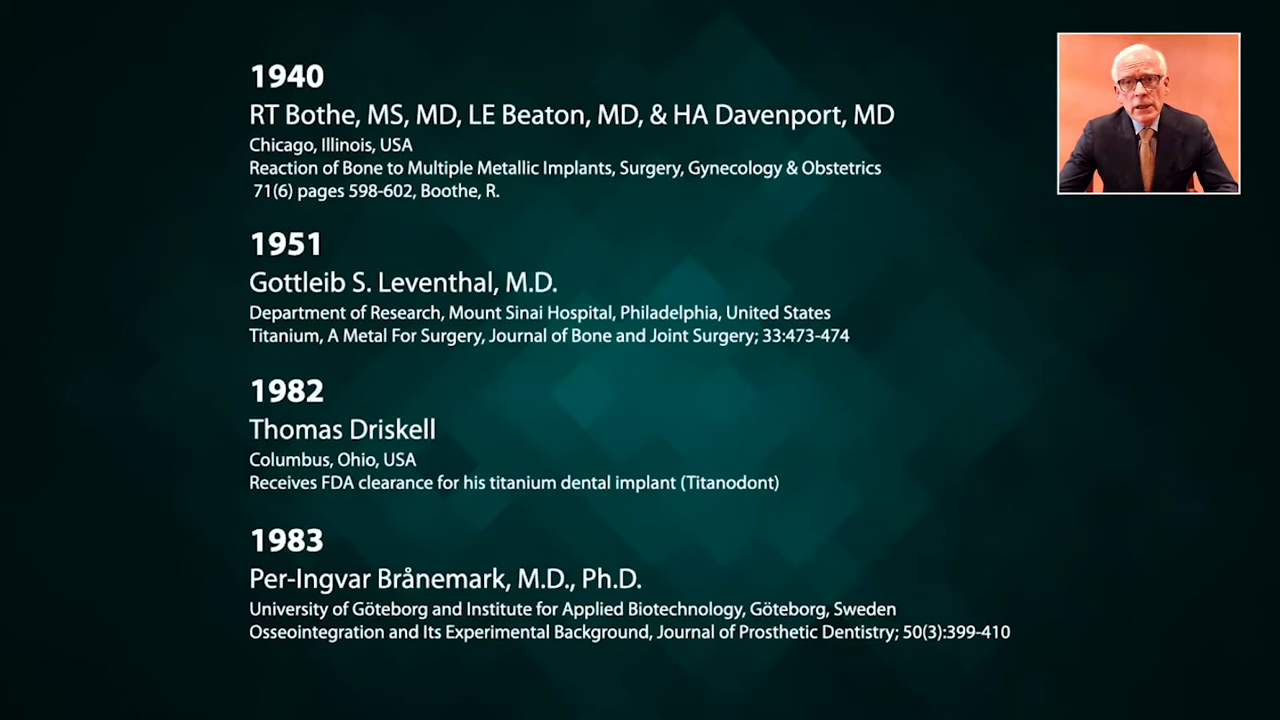 1940
RT Bothe, MS, MD, LE Beaton, MD, & HA Davenport, MD
Chicago, Illinois, USA
Reaction of Bone to Multiple Metallic Implants, Surgery, Gynecology & Obstetrics
71(6) pages 598-602, Boothe, R.
1951
Gottleib S. Leventhal, M.D.
Department of Research, Mount Sinai Hospital, Philadelphia, United States
Titanium, A Metal For Surgery, Journal of Bone and Joint Surgery; 33:473-474
1982
Thomas Driskell
Columbus, Ohio, USA
Receives FDA clearance for his titanium dental implant (Titanodont)
1983
Per-Ingvar Brånemark, M.D., Ph.D.
University of Göteborg and Institute for Applied Biotechnology, Göteborg, Sweden
Osseointegration and Its Experimental Background, Journal of Prosthetic Dentistry; 50(3):399-410